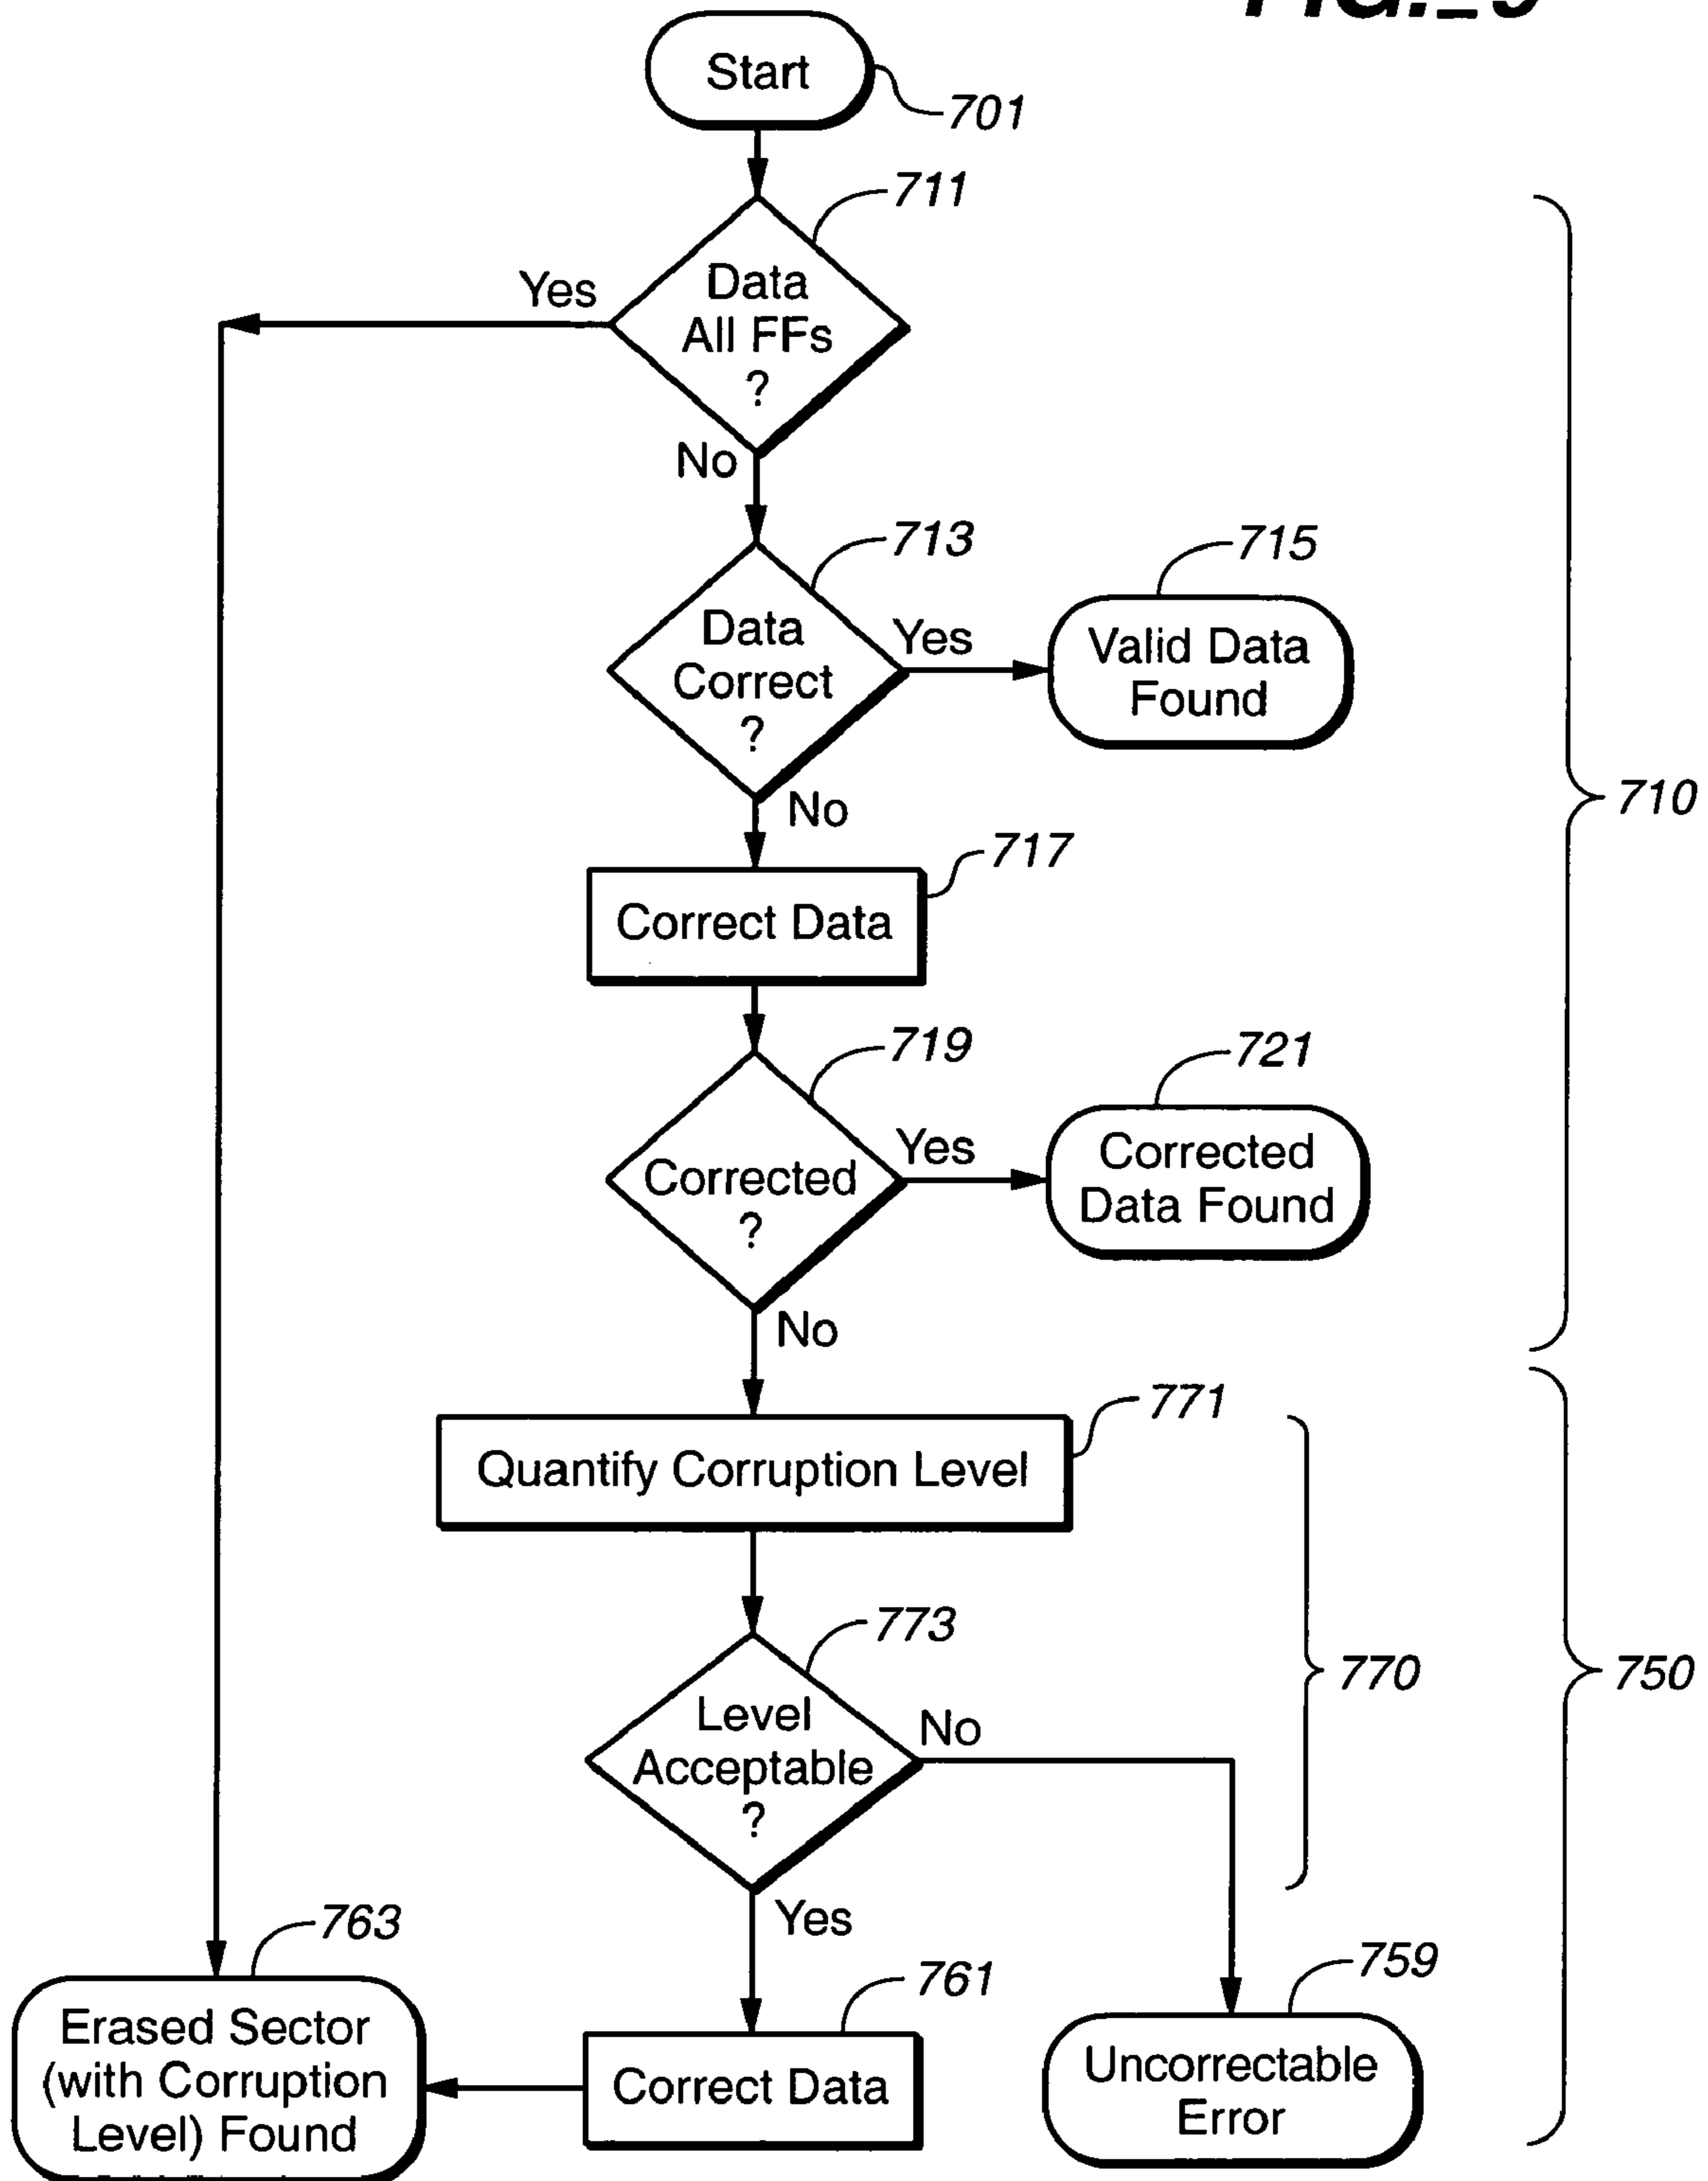 FIG._9
Start
701
711
Data
All FFs
?
Yes
No
713
Data
Correct
?
Yes
715
Valid Data
Found
No
710
717
Correct Data
719
Corrected
?
Yes
721
Corrected
Data Found
No
771
Quantify Corruption Level
773
Level
Acceptable
?
No
770
750
Yes
763
Erased Sector
(with Corruption
Level) Found
761
Correct Data
759
Uncorrectable
Error